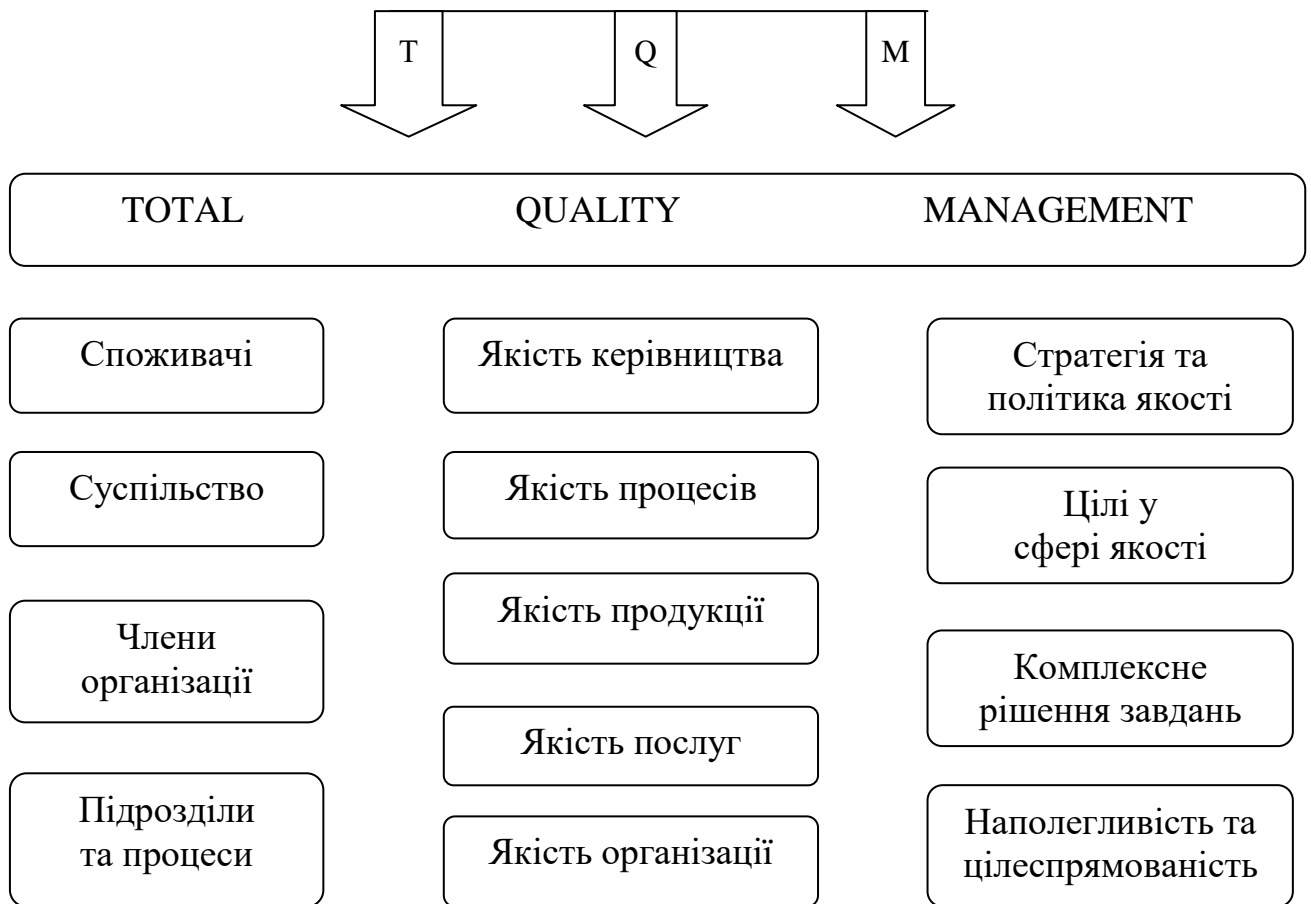 T Q M
TOTAL QUALITY MANAGEMENT
Споживачі
Суспільство
Члени
організації
Підрозділи
та процеси
Якість керівництва
Якість процесів
Якість продукції
Якість послуг
Якість організації
Стратегія та
політика якості
Цілі у
сфері якості
Комплексне
рішення завдань
Наполегливість та
цілеспрямованість